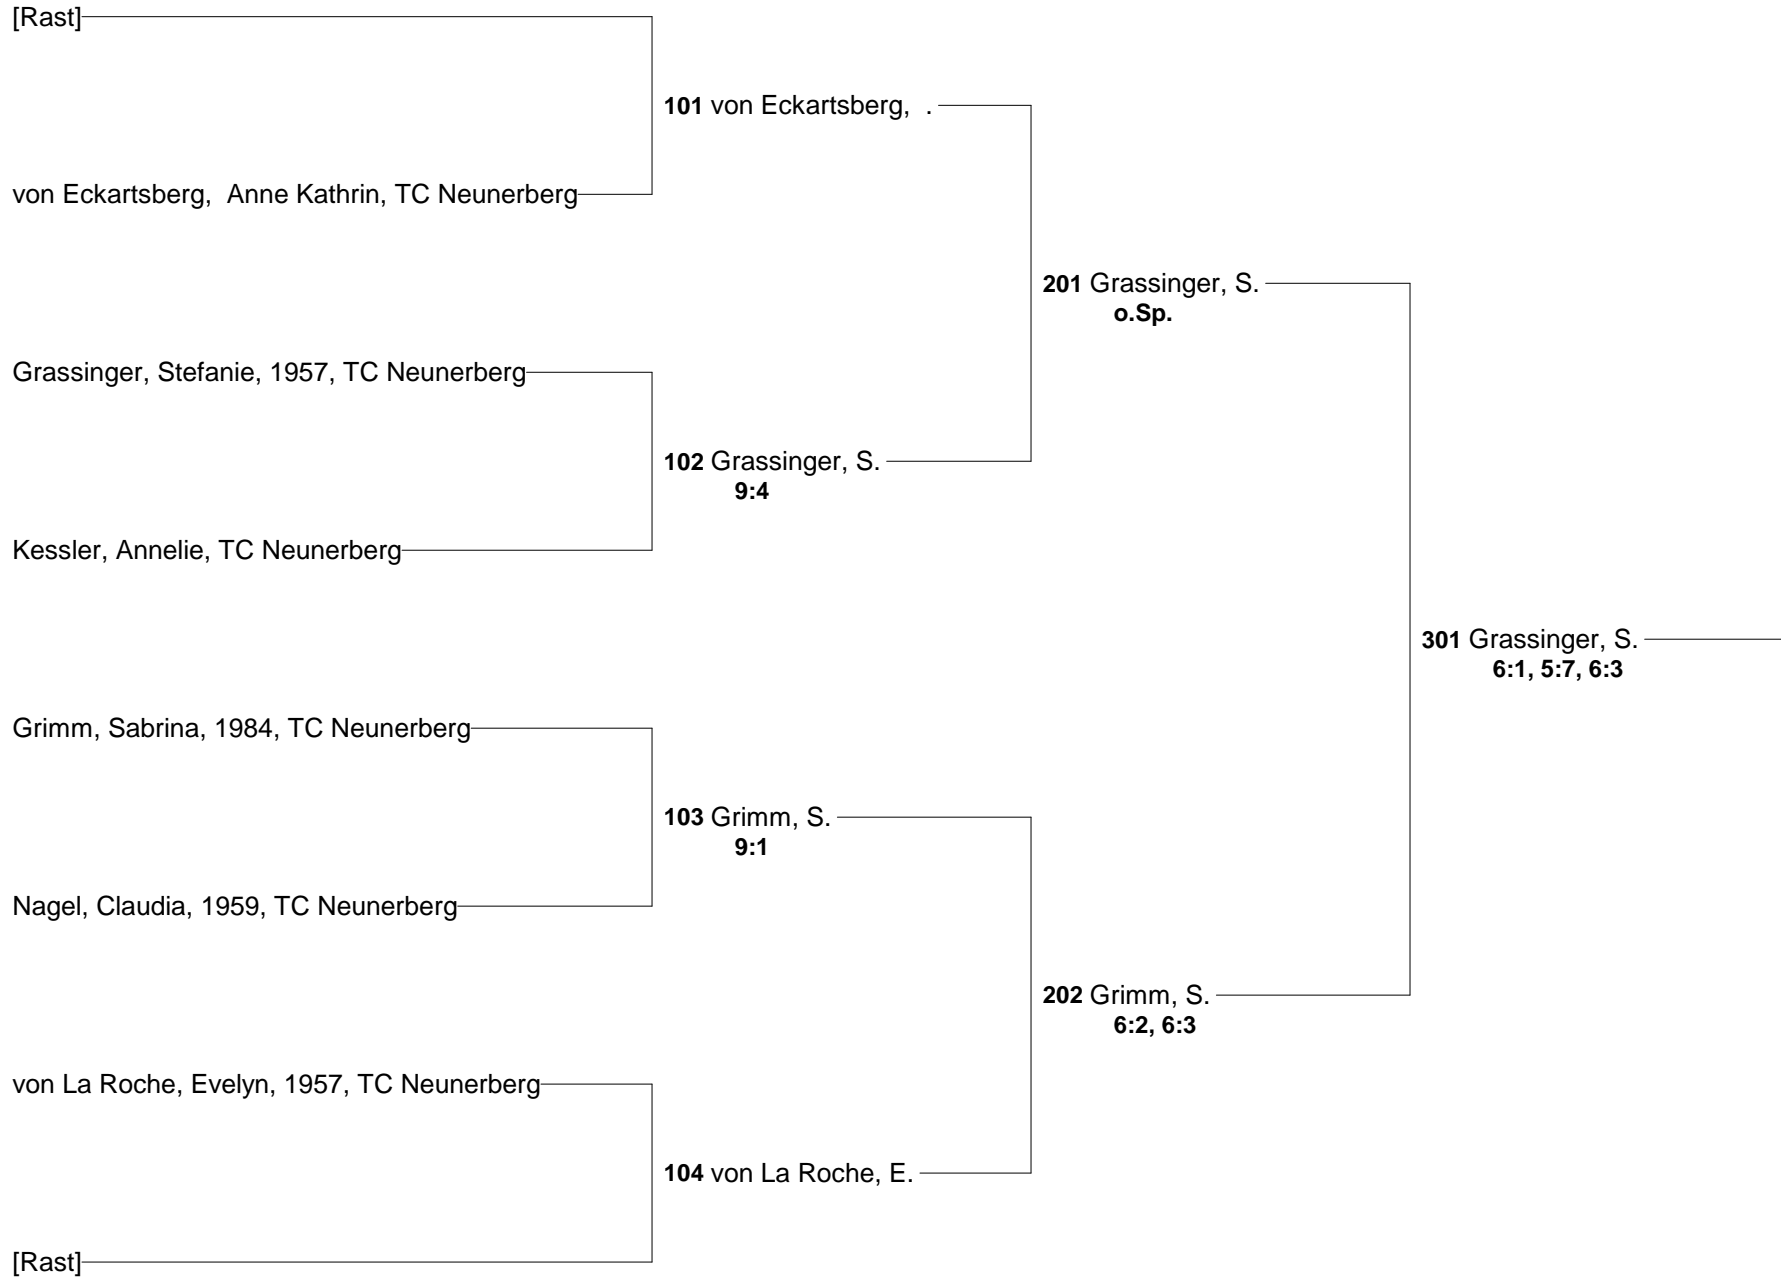 [Rast]
101 von Eckartsberg,  .
von Eckartsberg,  Anne Kathrin, TC Neunerberg
201 Grassinger, S.
o.Sp.
Grassinger, Stefanie, 1957, TC Neunerberg
102 Grassinger, S.
9:4
Kessler, Annelie, TC Neunerberg
301 Grassinger, S.
6:1, 5:7, 6:3
Grimm, Sabrina, 1984, TC Neunerberg
103 Grimm, S.
9:1
Nagel, Claudia, 1959, TC Neunerberg
202 Grimm, S.
6:2, 6:3
von La Roche, Evelyn, 1957, TC Neunerberg
104 von La Roche, E.
[Rast]